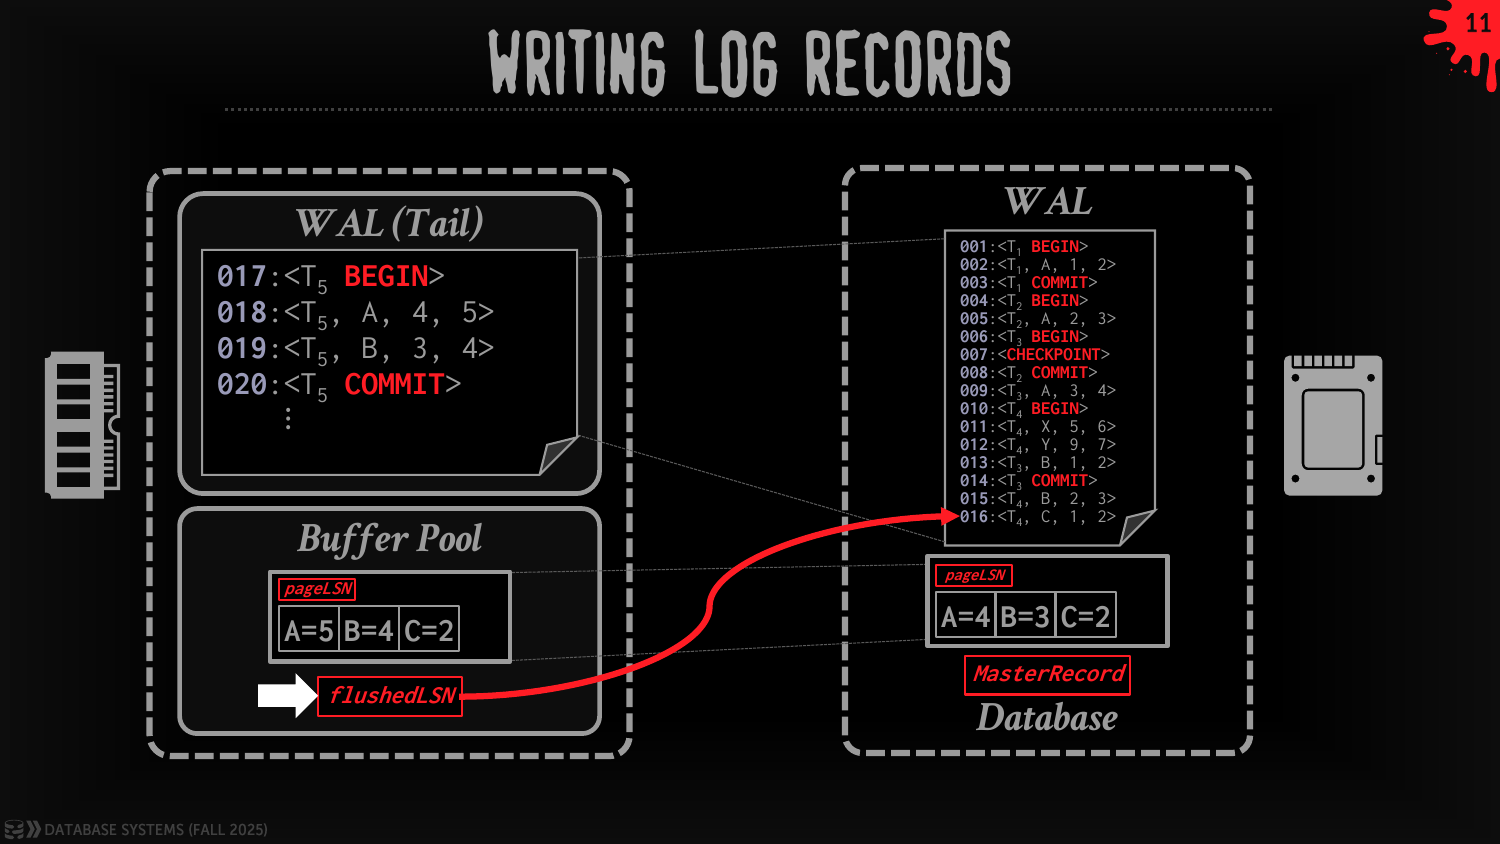 11
WRITING LOG RECORDS
WAL (Tail)
017:<T5 BEGIN>
018:<T5, A, 4, 5>
019:<T5, B, 3, 4>
020:<T5 COMMIT>
⋮
Buffer Pool
pageLSN
A=5 B=4 C=2
flushedLSN
WAL
001:<T1 BEGIN>
002:<T1, A, 1, 2>
003:<T1 COMMIT>
004:<T2 BEGIN>
005:<T2, A, 2, 3>
006:<T3 BEGIN>
007:<CHECKPOINT>
008:<T2 COMMIT>
009:<T3, A, 3, 4>
010:<T4 BEGIN>
011:<T4, X, 5, 6>
012:<T4, Y, 9, 7>
013:<T3, B, 1, 2>
014:<T3 COMMIT>
015:<T4, B, 2, 3>
016:<T4, C, 1, 2>
pageLSN
A=4 B=3 C=2
MasterRecord
Database
DATABASE SYSTEMS (FALL 2025)